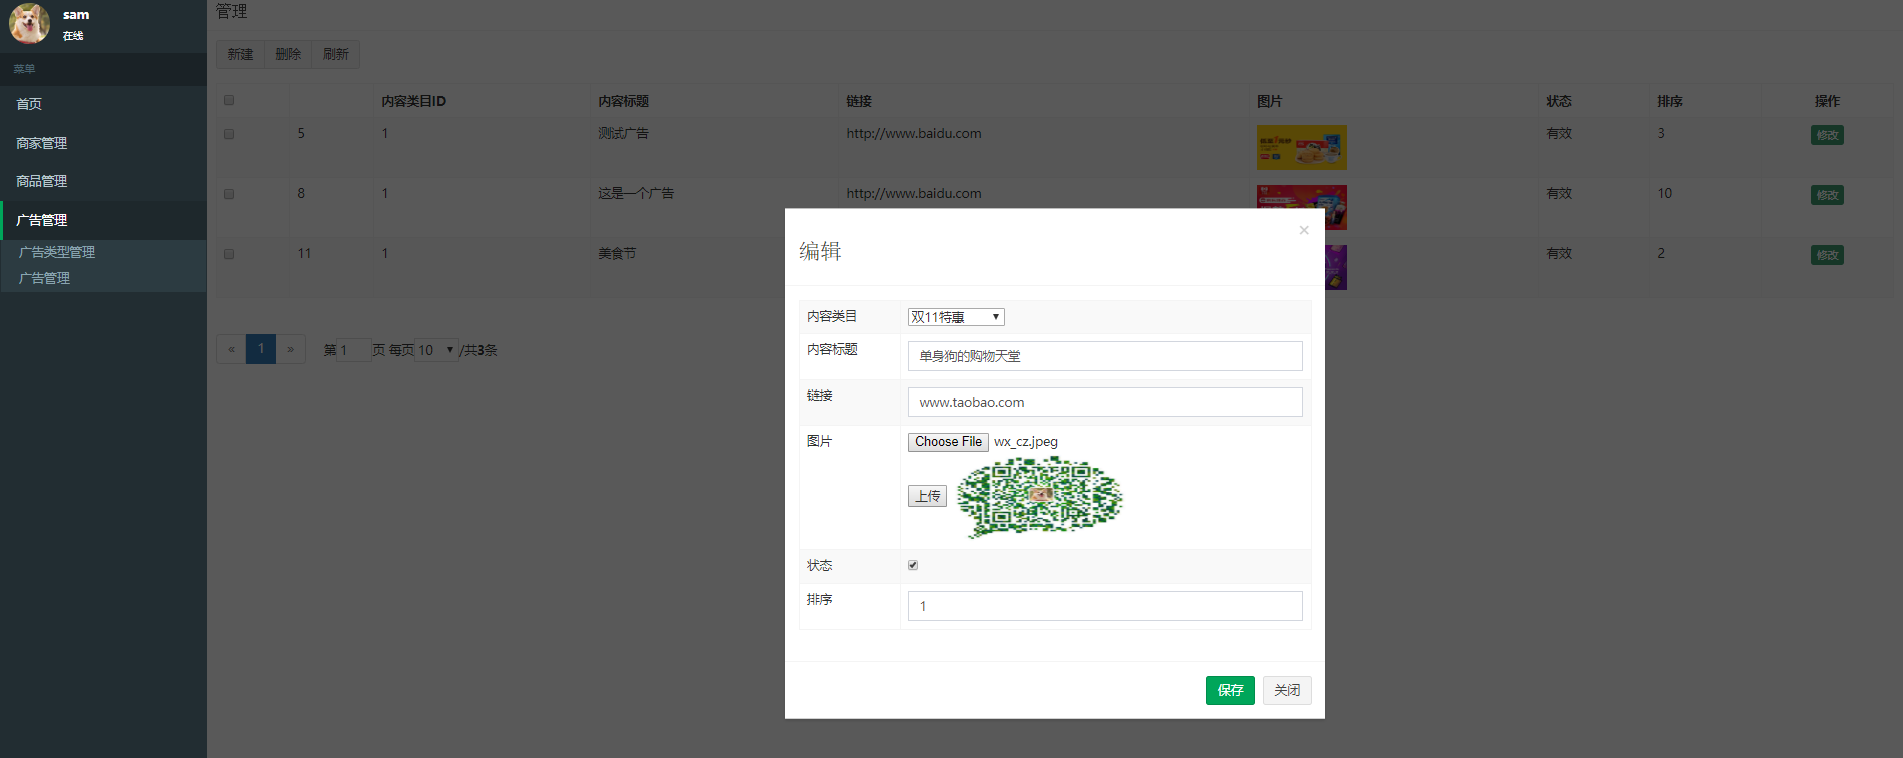 sam
在线
菜单
首页
商家管理
商品管理
广告管理
广告类型管理
广告管理
管理
新建 删除 刷新
内容类目ID 内容标题 链接 图片 状态 排序 操作
5 1 测试广告 http://www.baidu.com 有效 3 修改
8 1 这是一个广告 http://www.baidu.com 有效 10 修改
11 1 美食节 有效 2 修改
« 1 » 第 1 页 每页 10 /共3条
编辑 ×
内容类目 双11特惠
内容标题 单身狗的购物天堂
链接 www.taobao.com
图片 Choose File wx_cz.jpeg
上传
状态
排序 1
保存 关闭